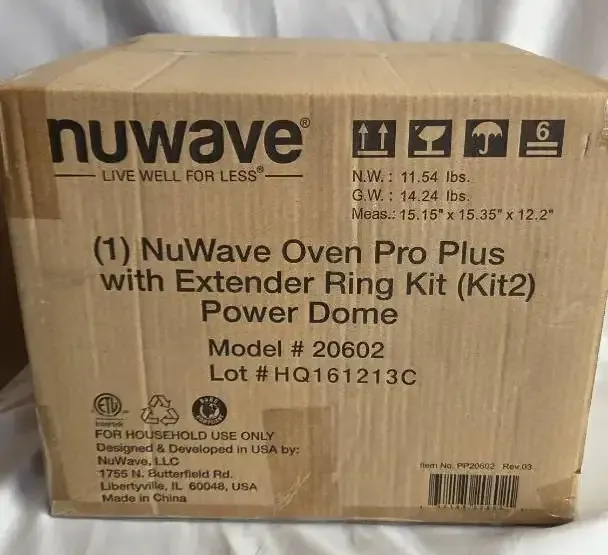 nuwave®
LIVE WELL FOR LESS®
6
N.W. : 11.54 lbs.
G.W. : 14.24 lbs.
Meas.: 15.15" x 15.35" x 12.2"
(1) NuWave Oven Pro Plus
with Extender Ring Kit (Kit2)
Power Dome
Model # 20602
Lot # HQ161213C
ETL
Intertek
FOR HOUSEHOLD USE ONLY
Designed & Developed in USA by:
NuWave, LLC
1755 N. Butterfield Rd.
Libertyville, IL 60048, USA
Made in China
Item No. PP20602 Rev.03